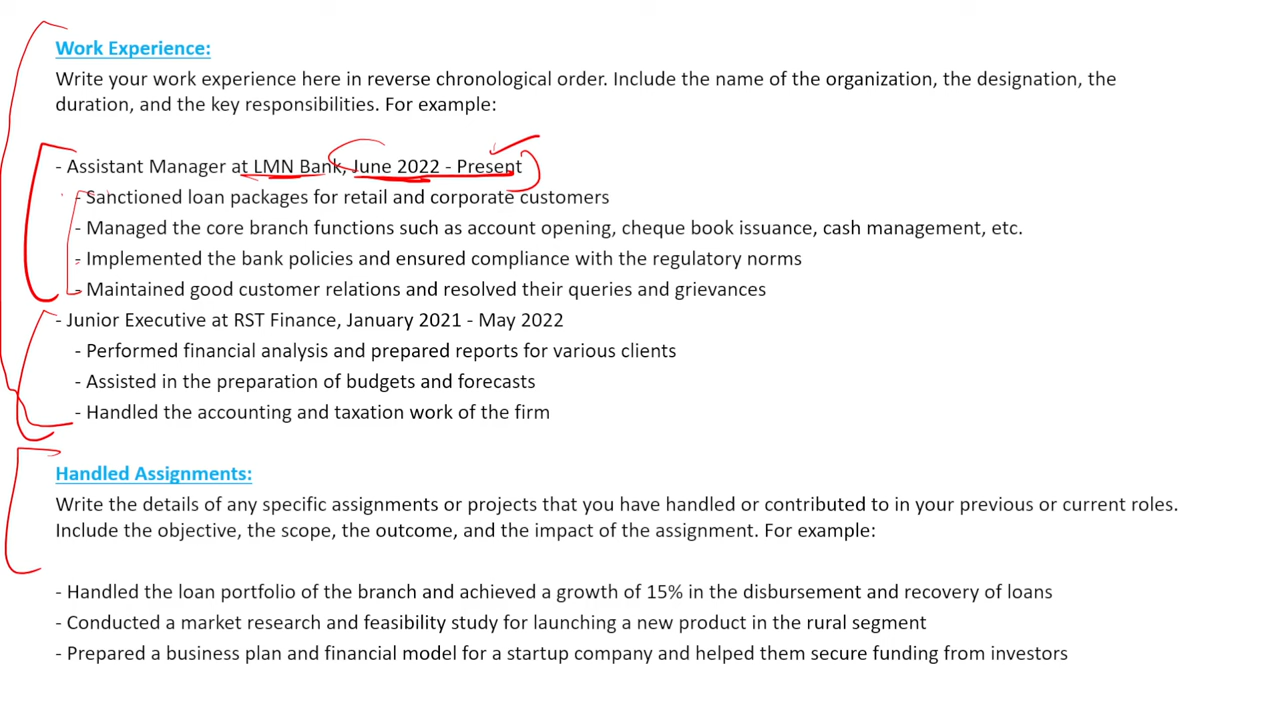 Work Experience:
Write your work experience here in reverse chronological order. Include the name of the organization, the designation, the
duration, and the key responsibilities. For example:
- Assistant Manager at LMN Bank, June 2022 - Present
- Sanctioned loan packages for retail and corporate customers
- Managed the core branch functions such as account opening, cheque book issuance, cash management, etc.
- Implemented the bank policies and ensured compliance with the regulatory norms
- Maintained good customer relations and resolved their queries and grievances
- Junior Executive at RST Finance, January 2021 - May 2022
- Performed financial analysis and prepared reports for various clients
- Assisted in the preparation of budgets and forecasts
- Handled the accounting and taxation work of the firm
Handled Assignments:
Write the details of any specific assignments or projects that you have handled or contributed to in your previous or current roles.
Include the objective, the scope, the outcome, and the impact of the assignment. For example:
- Handled the loan portfolio of the branch and achieved a growth of 15% in the disbursement and recovery of loans
- Conducted a market research and feasibility study for launching a new product in the rural segment
- Prepared a business plan and financial model for a startup company and helped them secure funding from investors